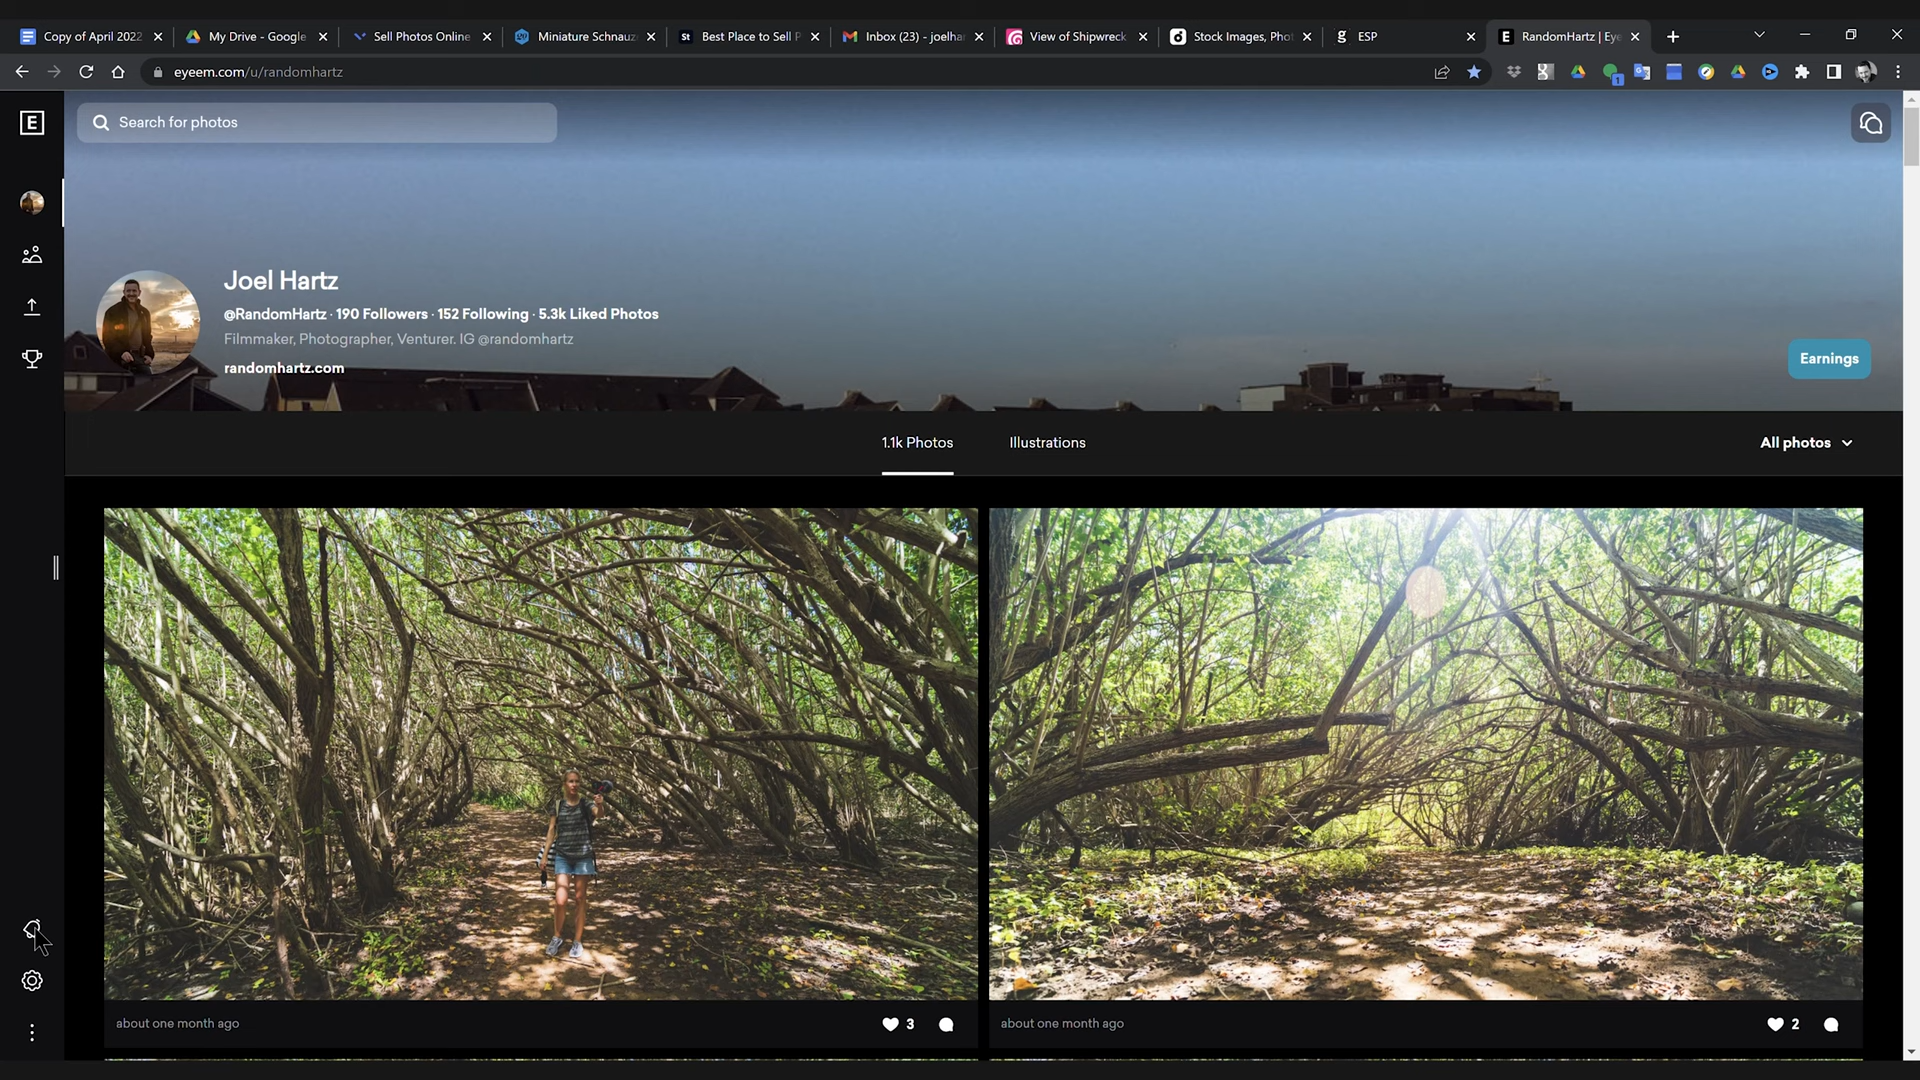 Copy of April 2022
My Drive - Google
Sell Photos Online
Miniature Schnauz
St
Best Place to Sell P
Inbox (23) - joelha
View of Shipwreck
Stock Images, Phot
g
ESP
E
RandomHartz | Eye
eyeem.com/u/randomhartz
1
E
Search for photos
Joel Hartz
@RandomHartz · 190 Followers · 152 Following · 5.3k Liked Photos
Filmmaker, Photographer, Venturer. IG @randomhartz
randomhartz.com
Earnings
1.1k Photos
Illustrations
All photos
about one month ago
3
about one month ago
2